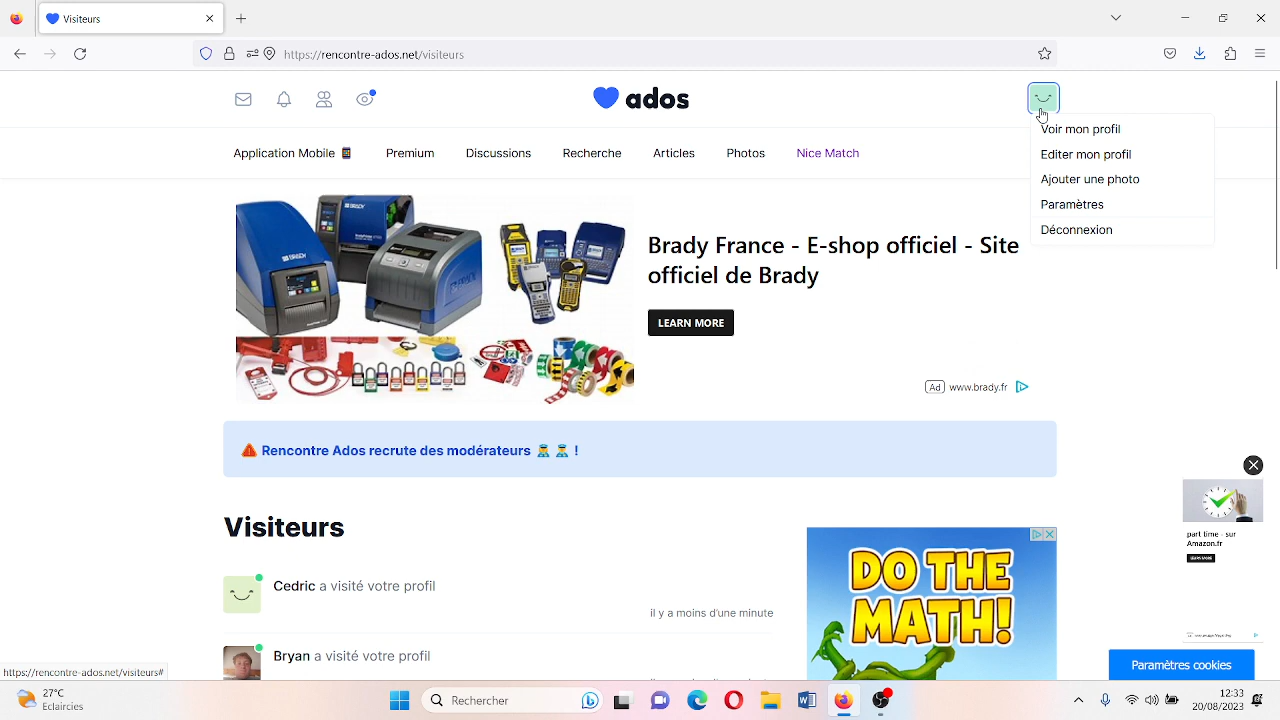 Visiteurs
https://rencontre-ados.net/visiteurs
ados
Voir mon profil
Editer mon profil
Ajouter une photo
Paramètres
Déconnexion
Application Mobile
Premium
Discussions
Recherche
Articles
Photos
Nice Match
BRADY
Brady France - E-shop officiel - Site
officiel de Brady
LEARN MORE
Ad www.brady.fr
Rencontre Ados recrute des modérateurs !
Visiteurs
Cedric a visité votre profil
il y a moins d'une minute
Bryan a visité votre profil
DO THE
MATH!
part time - sur
Amazon.fr
LEARN MORE
Paramètres cookies
https://rencontre-ados.net/visiteurs#
27°C
Eclaircies
Rechercher
12:33
20/08/2023